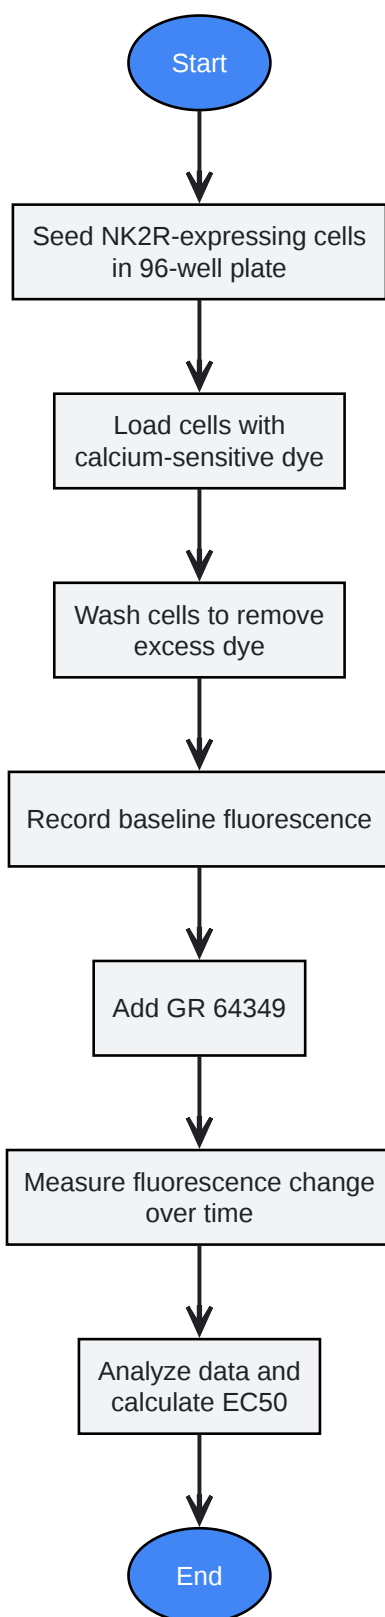 Start
Seed NK2R-expressing cells
in 96-well plate
Load cells with
calcium-sensitive dye
Wash cells to remove
excess dye
Record baseline fluorescence
Add GR 64349
Measure fluorescence change
over time
Analyze data and
calculate EC50
End